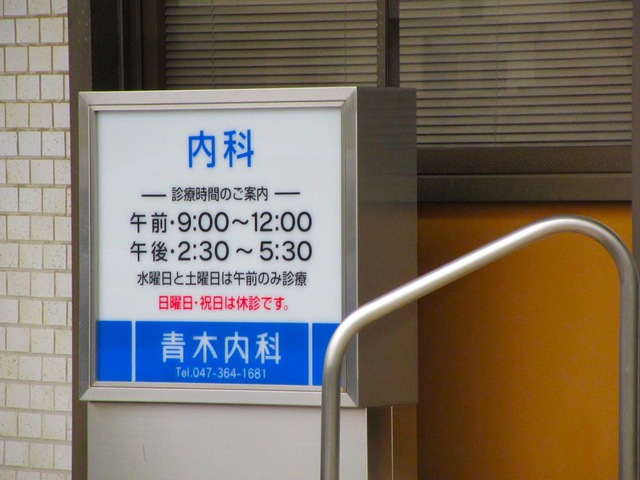 内科
診療時間のご案内
午前・9:00～12:00
午後・2:30～5:30
水曜日と土曜日は午前のみ診療
日曜日・祝日は休診です。
青木内科
Tel.047-364-1681